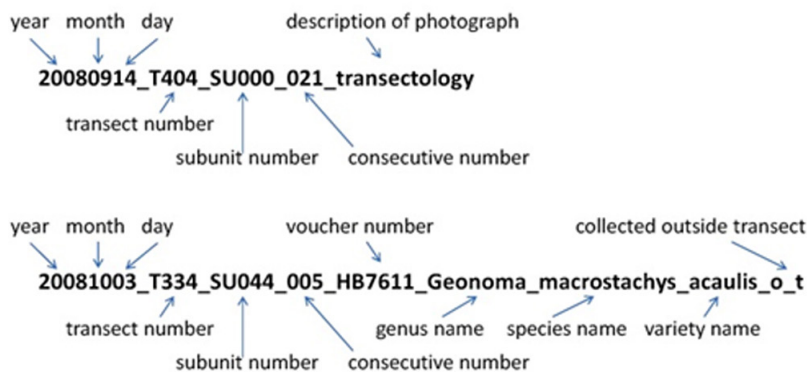 year month day description of photograph
20080914_T404_SU000_021_transectology
transect number
subunit number consecutive number
year month day voucher number collected outside transect
20081003_T334_SU044_005_HB7611_Geonoma_macrostachys_acaulis_o_t
transect number genus name species name variety name
subunit number consecutive number